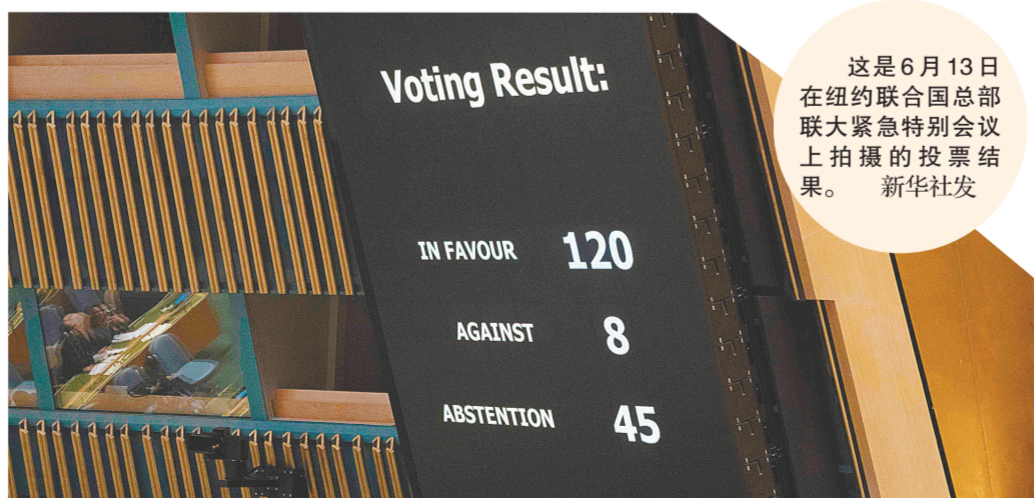 Voting Result:
IN FAVOUR 120
AGAINST 8
ABSTENTION 45
这是6月13日
在纽约联合国总部
联大紧急特别会议
上拍摄的投票结
果。 新华社发